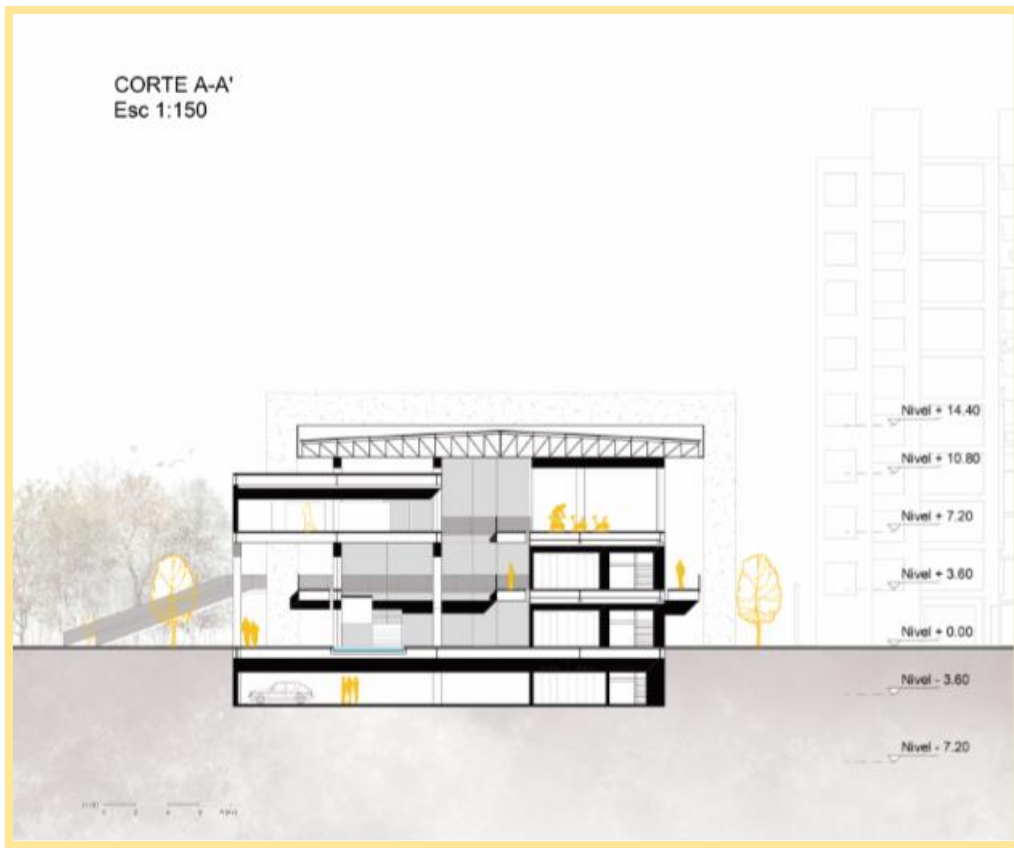 CORTE A-A'
Esc 1:150
Nivel + 14.40
Nivel + 10.80
Nivel + 7.20
Nivel + 3.60
Nivel + 0.00
Nivel - 3.60
Nivel - 7.20